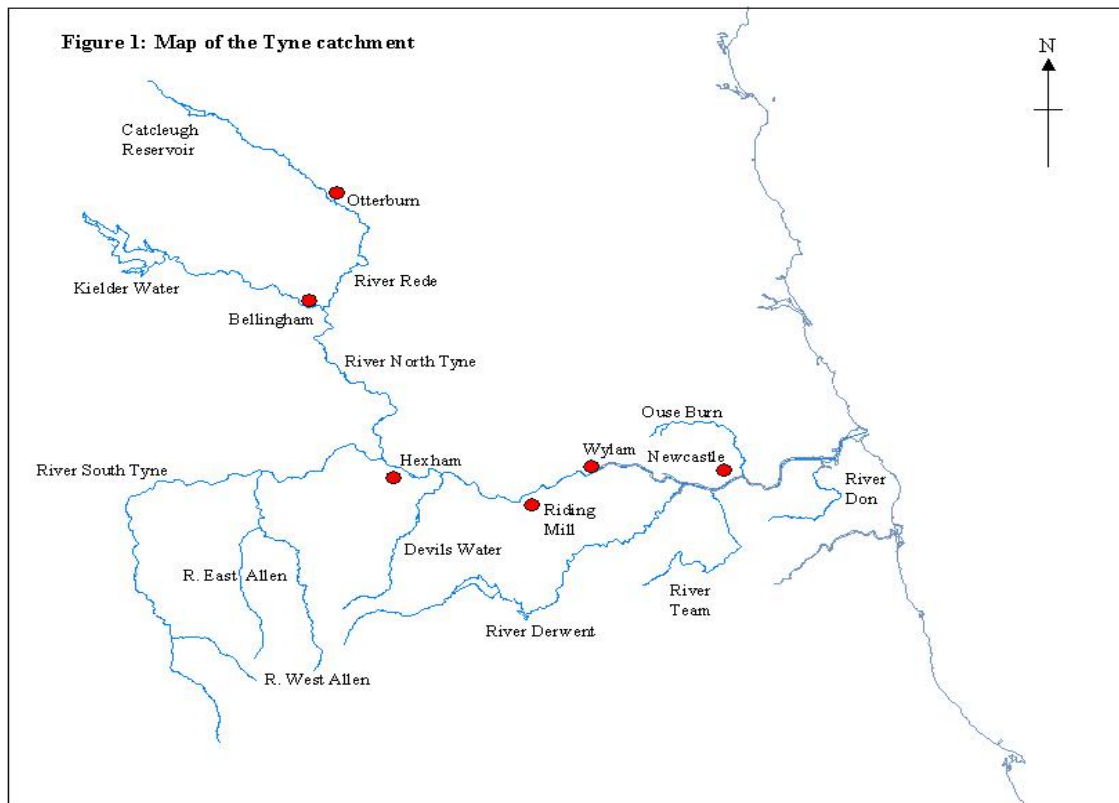 Figure 1: Map of the Tyne catchment
N
Catcleugh
Reservoir
Otterburn
Kielder Water
River Rede
Bellingham
River North Tyne
Ouse Burn
River South Tyne
Hexham
Wylam
Newcastle
River
Don
Riding
Mill
Devils Water
R. East Allen
River
Team
River Derwent
R. West Allen